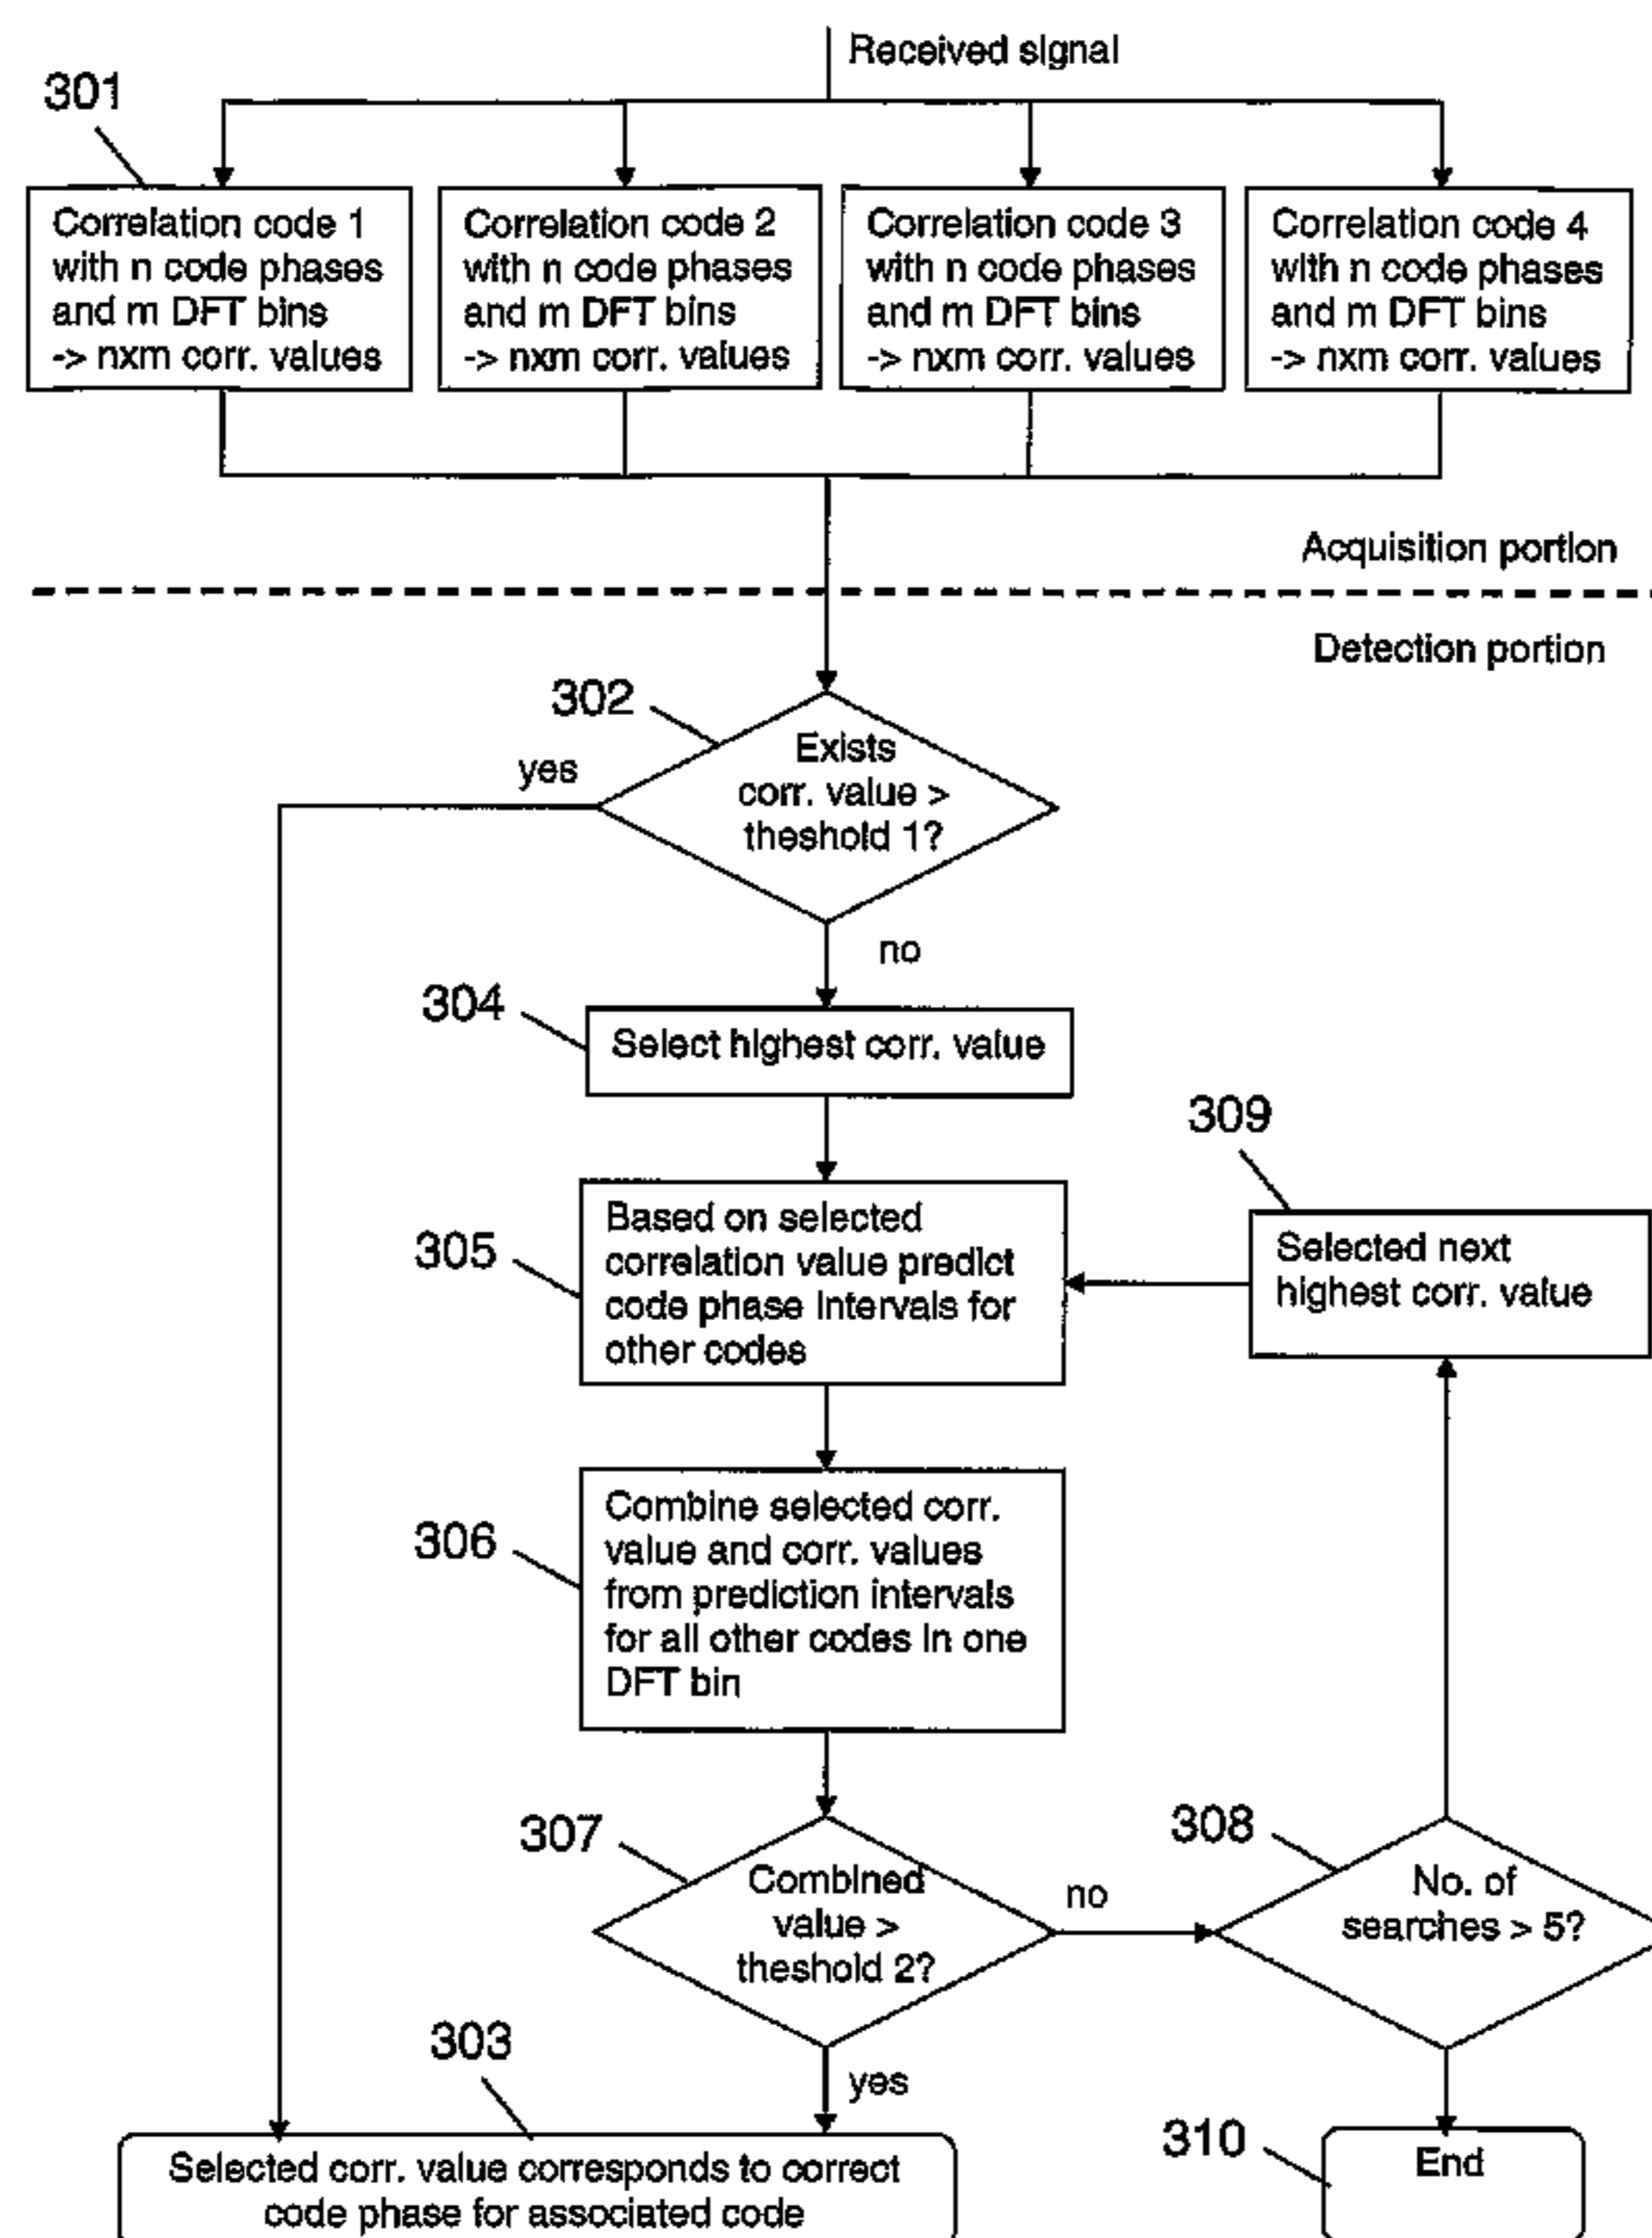 Received signal
301
Correlation code 1
with n code phases
and m DFT bins
-> nxm corr. values
Correlation code 2
with n code phases
and m DFT bins
-> nxm corr. values
Correlation code 3
with n code phases
and m DFT bins
-> nxm corr. values
Correlation code 4
with n code phases
and m DFT bins
-> nxm corr. values
Acquisition portion
Detection portion
302
yes
Exists
corr. value >
theshold 1?
no
304
Select highest corr. value
309
305
Based on selected
correlation value predict
code phase intervals for
other codes
Selected next
highest corr. value
306
Combine selected corr.
value and corr. values
from prediction intervals
for all other codes in one
DFT bin
307
Combined
value >
theshold 2?
no
308
No. of
searches > 5?
303
yes
Selected corr. value corresponds to correct
code phase for associated code
310
End